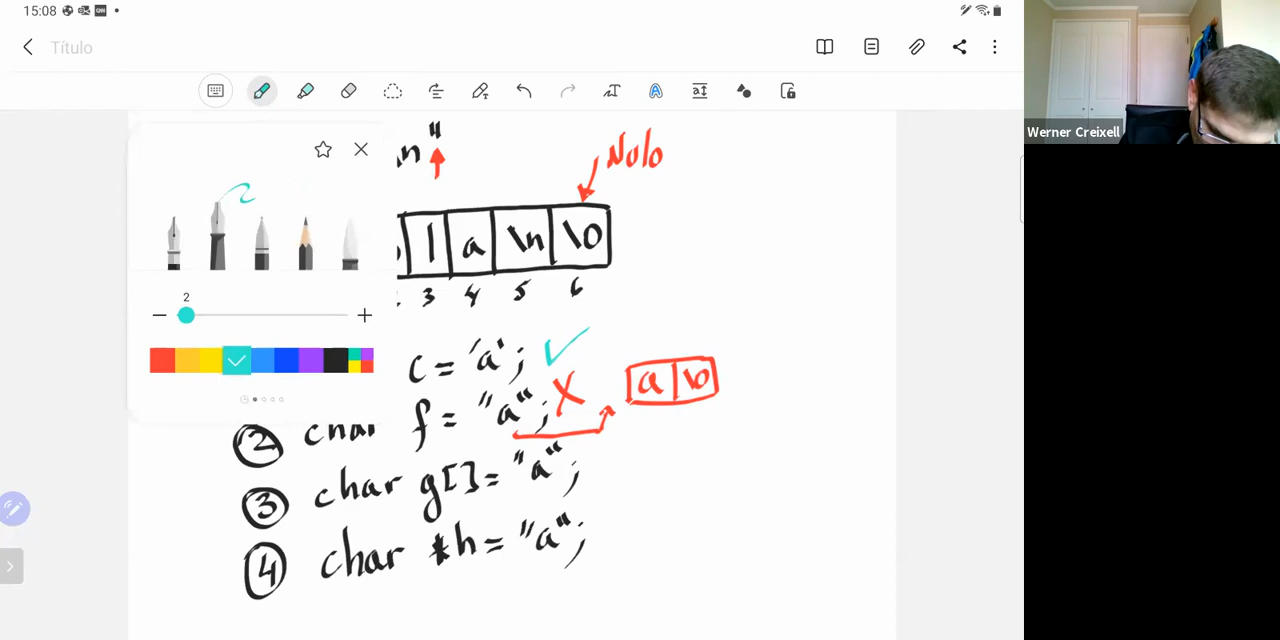 15:08
Título
\n"
Nulo
l a \n \0
3 4 5 6
2
c = 'a';
a \0
② char f = "a";
③ char g[] = "a";
④ char *h = "a";
Werner Creixell